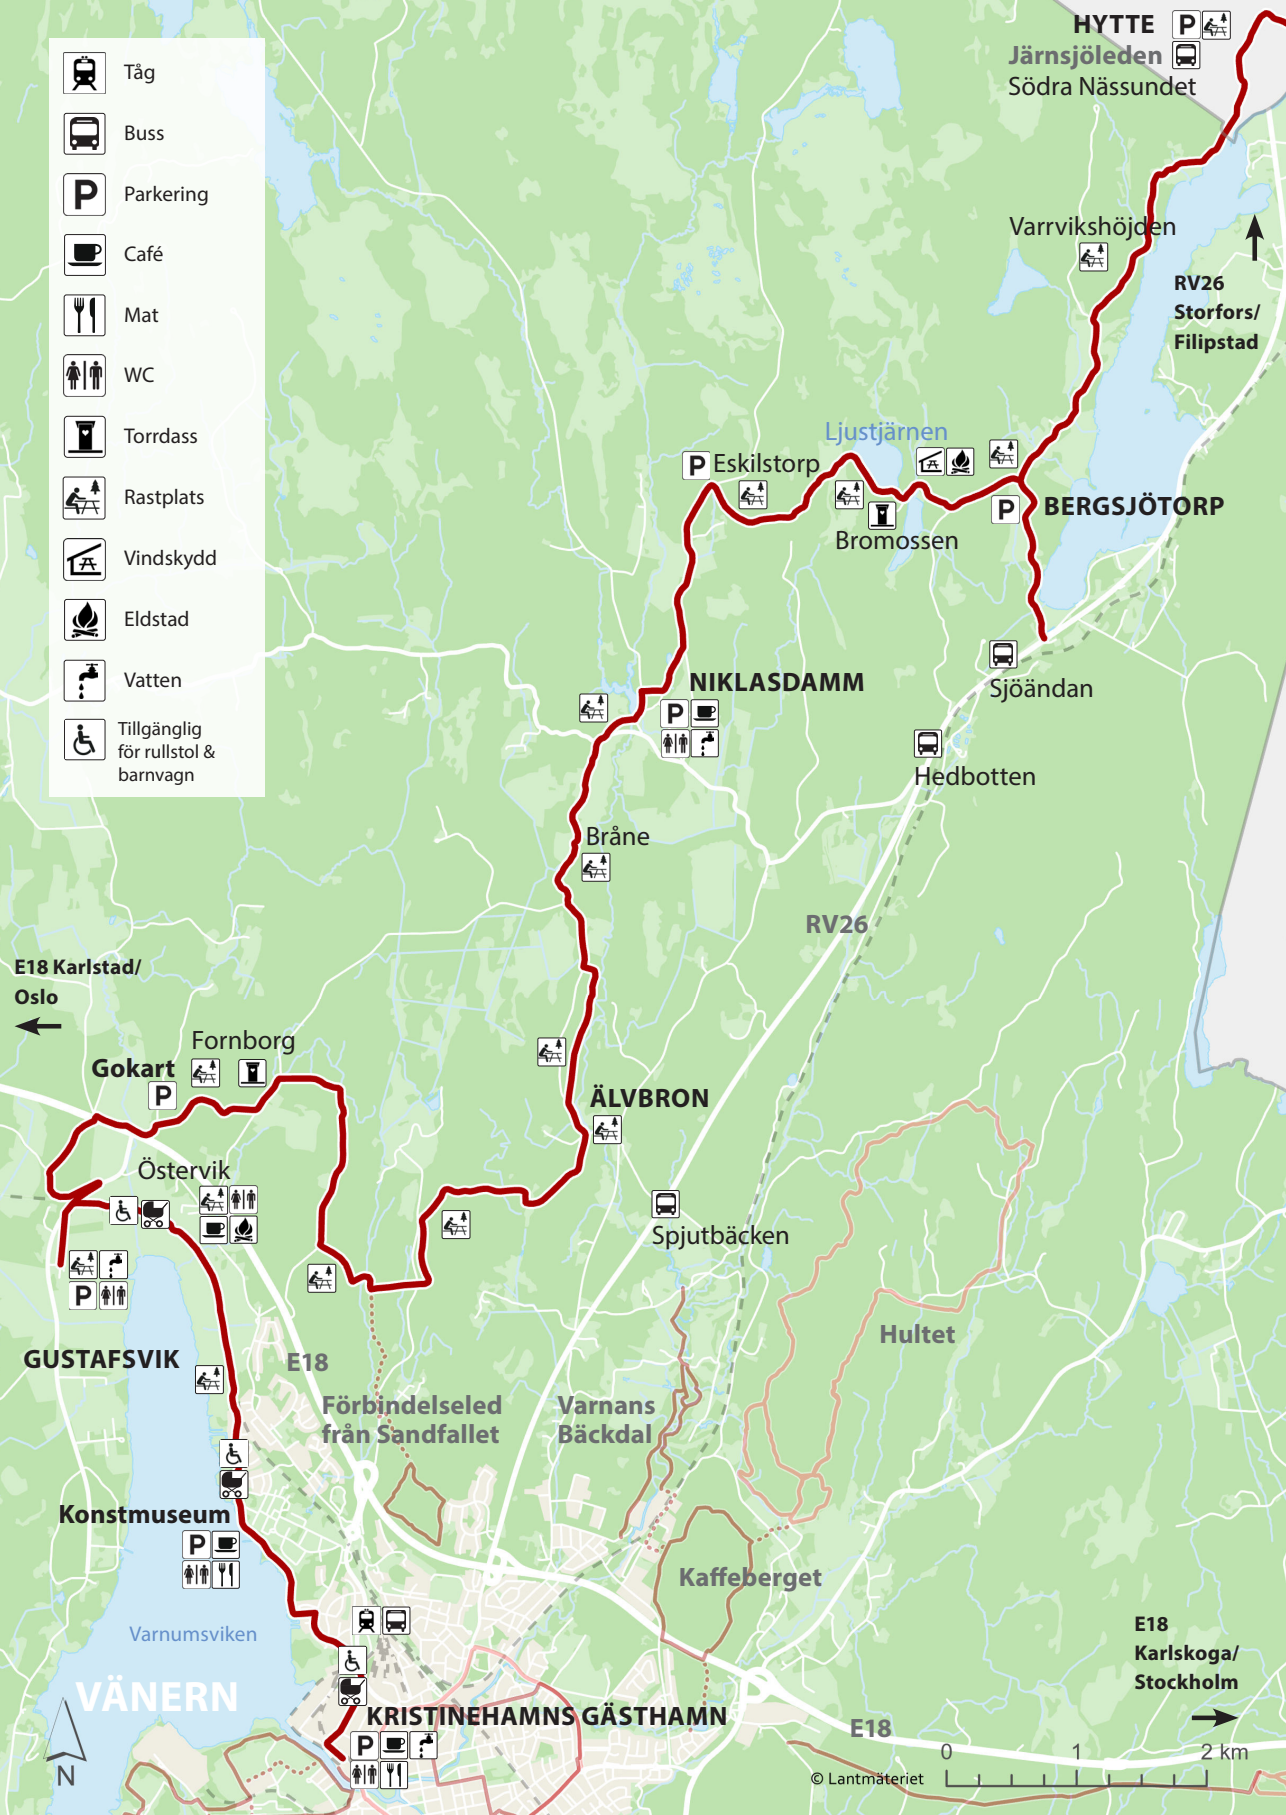 HYTTE
P
Järnsjöleden
Södra Nässundet
Tåg
Buss
P
Parkering
Café
Mat
WC
Torrdass
Rastplats
Vindskydd
Eldstad
Vatten
Tillgänglig
för rullstol &
barnvagn
Varrvikshöjden
RV26
Storfors/
Filipstad
Ljustjärnen
P
Eskilstorp
P
BERGSJÖTORP
Bromossen
Sjöändan
NIKLASDAMM
P
Hedbotten
Bråne
RV26
E18 Karlstad/
Oslo
Fornborg
Gokart
P
ÄLVBRON
Östervik
Spjutbäcken
P
GUSTAFSVIK
E18
Hultet
Förbindelseled
från Sandfallet
Varnans
Bäckdal
Konstmuseum
P
Kaffeberget
Varnumsviken
VÄNERN
E18
Karlskoga/
Stockholm
KRISTINEHAMNS GÄSTHAMN
P
E18
N
0
1
2 km
© Lantmäteriet